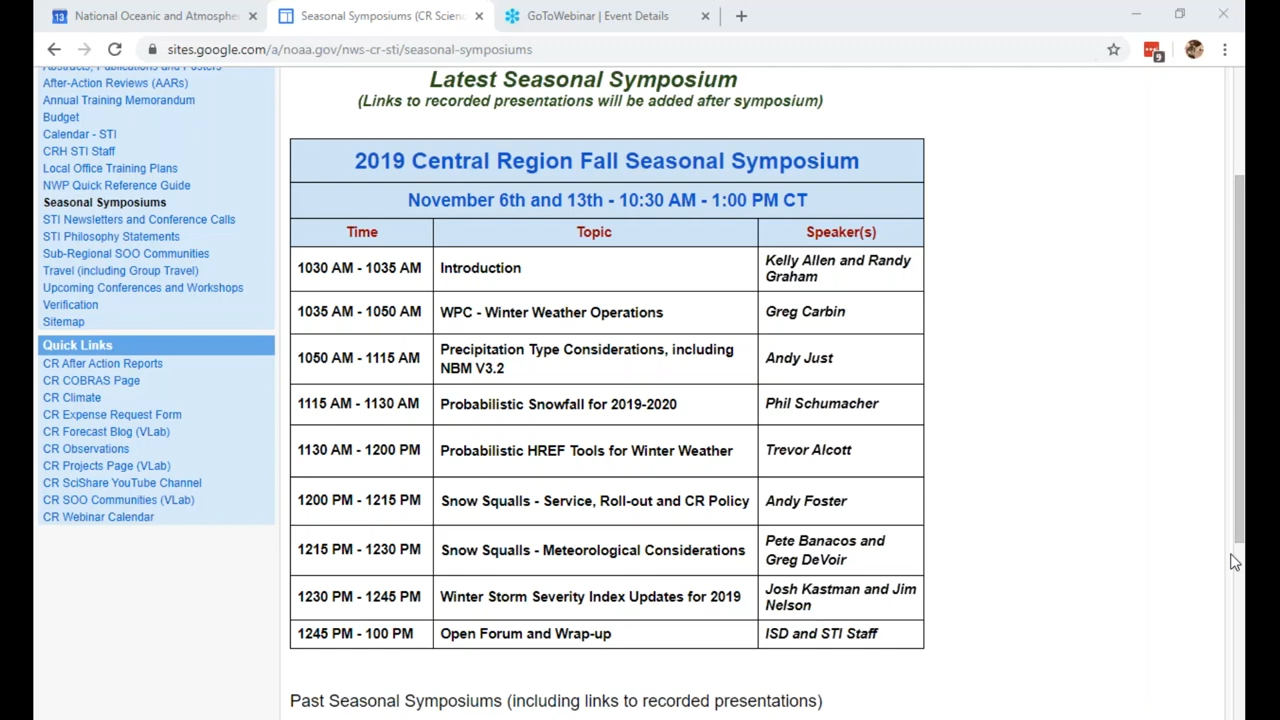 National Oceanic and Atmosphe
Seasonal Symposiums (CR Scien
GoToWebinar | Event Details
sites.google.com/a/noaa.gov/nws-cr-sti/seasonal-symposiums
Abstracts, Publications and Posters
After-Action Reviews (AARs)
Annual Training Memorandum
Budget
Calendar - STI
CRH STI Staff
Local Office Training Plans
NWP Quick Reference Guide
Seasonal Symposiums
STI Newsletters and Conference Calls
STI Philosophy Statements
Sub-Regional SOO Communities
Travel (including Group Travel)
Upcoming Conferences and Workshops
Verification
Sitemap
Quick Links
CR After Action Reports
CR COBRAS Page
CR Climate
CR Expense Request Form
CR Forecast Blog (VLab)
CR Observations
CR Projects Page (VLab)
CR SciShare YouTube Channel
CR SOO Communities (VLab)
CR Webinar Calendar
Latest Seasonal Symposium
(Links to recorded presentations will be added after symposium)
2019 Central Region Fall Seasonal Symposium
November 6th and 13th - 10:30 AM - 1:00 PM CT
Time Topic Speaker(s)
1030 AM - 1035 AM Introduction Kelly Allen and Randy
Graham
1035 AM - 1050 AM WPC - Winter Weather Operations Greg Carbin
1050 AM - 1115 AM Precipitation Type Considerations, including
NBM V3.2 Andy Just
1115 AM - 1130 AM Probabilistic Snowfall for 2019-2020 Phil Schumacher
1130 AM - 1200 PM Probabilistic HREF Tools for Winter Weather Trevor Alcott
1200 PM - 1215 PM Snow Squalls - Service, Roll-out and CR Policy Andy Foster
1215 PM - 1230 PM Snow Squalls - Meteorological Considerations Pete Banacos and
Greg DeVoir
1230 PM - 1245 PM Winter Storm Severity Index Updates for 2019 Josh Kastman and Jim
Nelson
1245 PM - 100 PM Open Forum and Wrap-up ISD and STI Staff
Past Seasonal Symposiums (including links to recorded presentations)